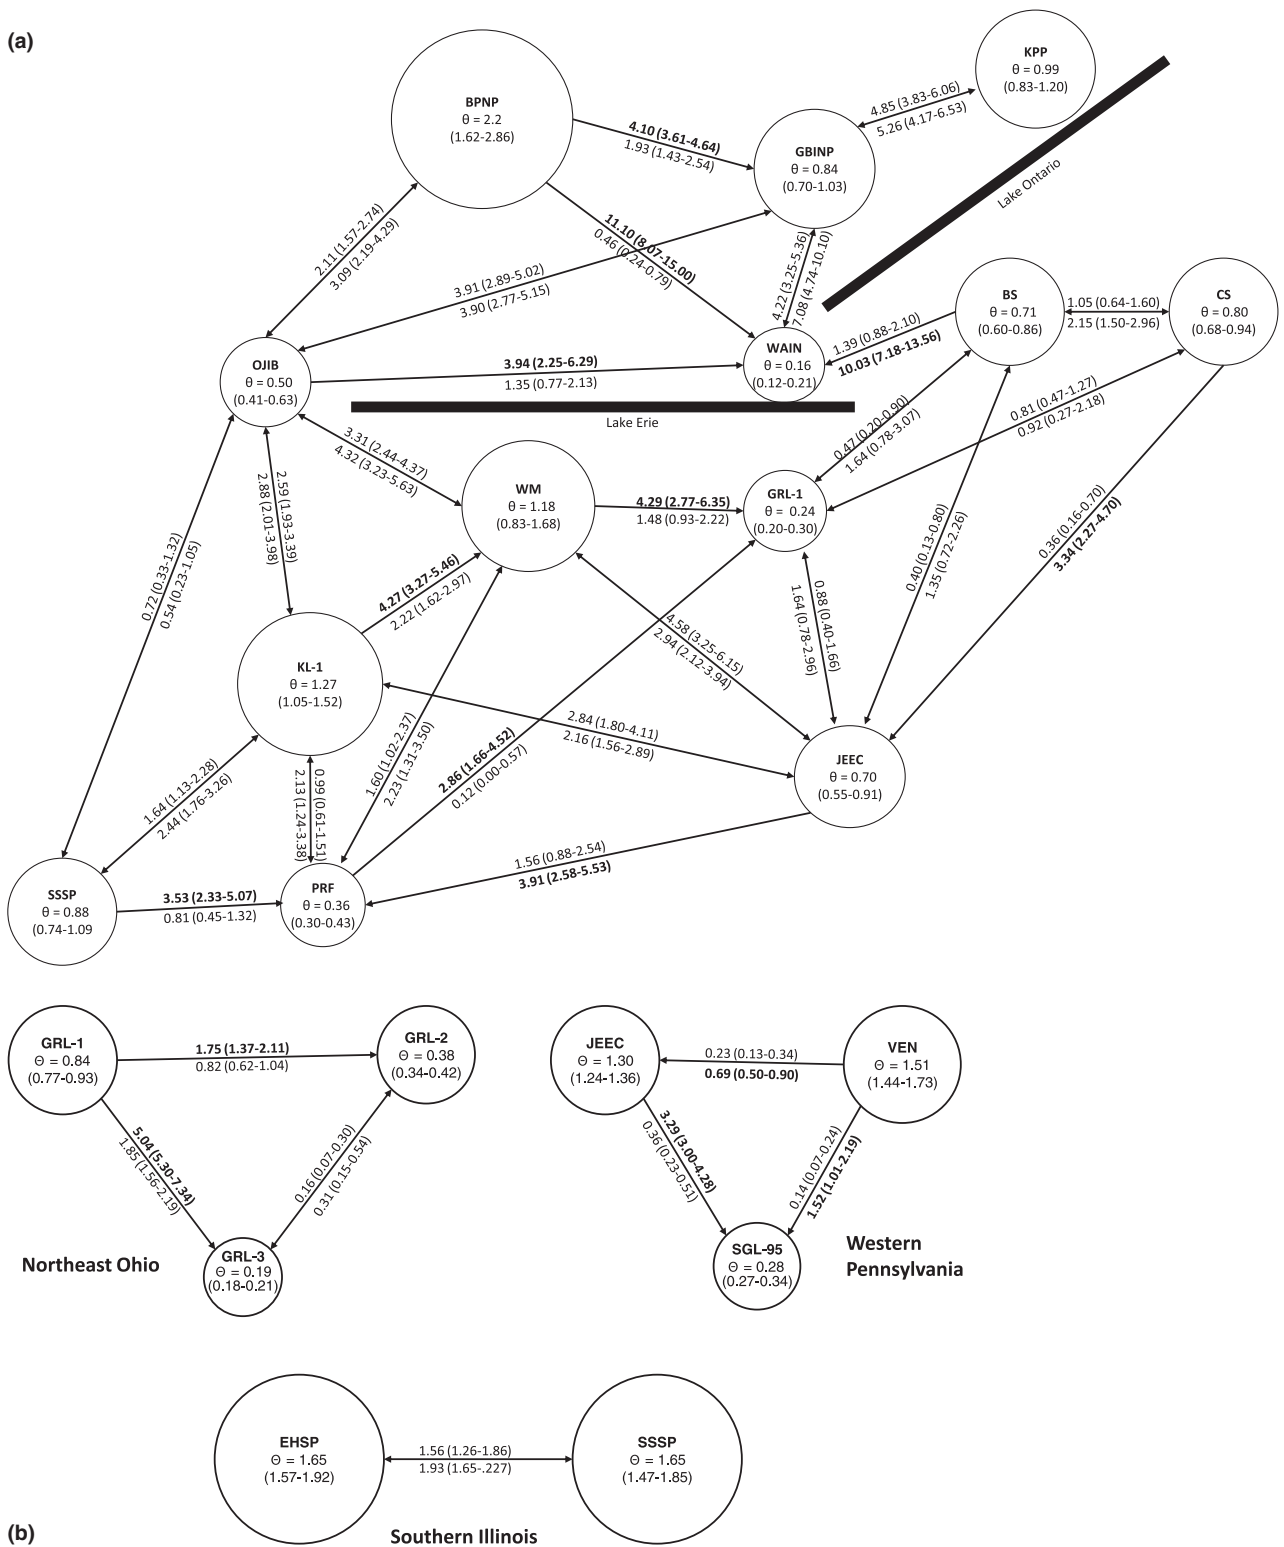 (a)
KPP
θ = 0.99
(0.83-1.20)
BPNP
θ = 2.2
(1.62-2.86)
4.85 (3.83-6.06)
5.26 (4.17-6.53)
4.10 (3.61-4.64)
1.93 (1.43-2.54)
GBINP
θ = 0.84
(0.70-1.03)
Lake Ontario
2.11 (1.57-2.74)
3.09 (2.19-4.29)
11.10 (8.07-15.00)
0.46 (0.24-0.79)
3.91 (2.89-5.02)
3.90 (2.77-5.15)
4.22 (3.25-5.36)
7.08 (4.74-10.10)
BS
θ = 0.71
(0.60-0.86)
1.05 (0.64-1.60)
2.15 (1.50-2.96)
CS
θ = 0.80
(0.68-0.94)
OJIB
θ = 0.50
(0.41-0.63)
3.94 (2.25-6.29)
1.35 (0.77-2.13)
WAIN
θ = 0.16
(0.12-0.21)
1.39 (0.88-2.10)
10.03 (7.18-13.56)
Lake Erie
0.47 (0.20-0.90)
1.64 (0.78-3.07)
0.81 (0.47-1.27)
0.92 (0.27-2.18)
3.31 (2.44-4.37)
4.32 (3.23-5.63)
2.59 (1.93-3.39)
2.88 (2.01-3.98)
WM
θ = 1.18
(0.83-1.68)
4.29 (2.77-6.35)
1.48 (0.93-2.22)
GRL-1
θ = 0.24
(0.20-0.30)
0.72 (0.33-1.32)
0.54 (0.23-1.05)
4.27 (3.27-5.46)
2.22 (1.62-2.97)
0.40 (0.13-0.80)
1.35 (0.72-2.26)
0.36 (0.16-0.70)
3.34 (2.27-4.70)
4.58 (3.25-6.15)
2.94 (2.12-3.94)
0.88 (0.40-1.66)
1.64 (0.78-2.96)
KL-1
θ = 1.27
(1.05-1.52)
2.84 (1.80-4.11)
2.16 (1.56-2.89)
JEEC
θ = 0.70
(0.55-0.91)
1.60 (1.02-2.37)
2.23 (1.31-3.50)
2.86 (1.66-4.52)
0.12 (0.00-0.57)
1.64 (1.13-2.28)
2.44 (1.76-3.26)
0.99 (0.61-1.51)
2.13 (1.24-3.38)
1.56 (0.88-2.54)
3.91 (2.58-5.53)
SSSP
θ = 0.88
(0.74-1.09
3.53 (2.33-5.07)
0.81 (0.45-1.32)
PRF
θ = 0.36
(0.30-0.43)
GRL-1
Θ = 0.84
(0.77-0.93)
1.75 (1.37-2.11)
0.82 (0.62-1.04)
GRL-2
Θ = 0.38
(0.34-0.42)
5.04 (5.30-7.34)
1.85 (1.56-2.19)
0.16 (0.07-0.30)
0.31 (0.15-0.54)
GRL-3
Θ = 0.19
(0.18-0.21)
Northeast Ohio
JEEC
Θ = 1.30
(1.24-1.36)
0.23 (0.13-0.34)
0.69 (0.50-0.90)
VEN
Θ = 1.51
(1.44-1.73)
3.29 (3.00-4.28)
0.36 (0.23-0.51)
0.14 (0.07-0.24)
1.52 (1.01-2.19)
SGL-95
Θ = 0.28
(0.27-0.34)
Western
Pennsylvania
EHSP
Θ = 1.65
(1.57-1.92)
1.56 (1.26-1.86)
1.93 (1.65-.227)
SSSP
Θ = 1.65
(1.47-1.85)
Southern Illinois
(b)